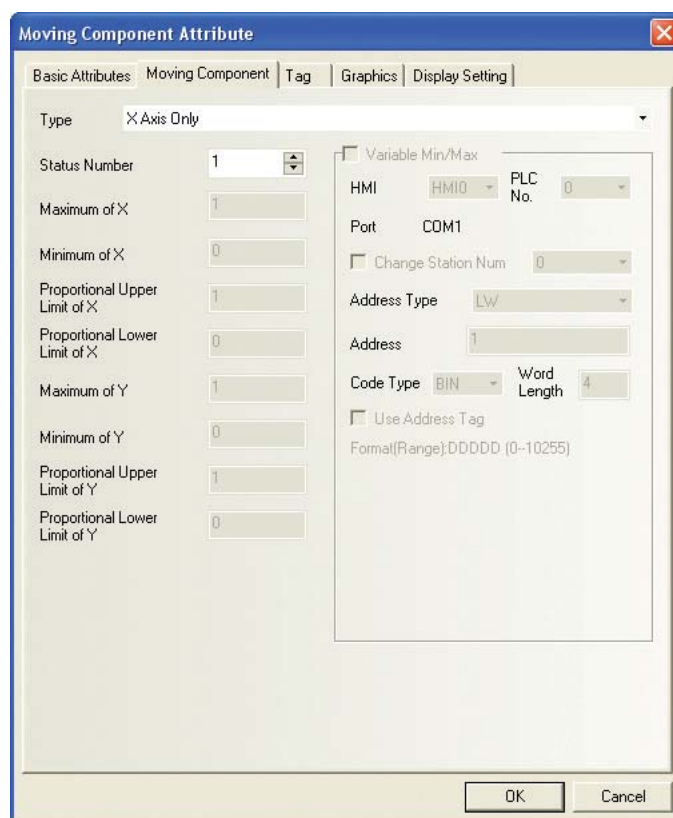 Moving Component Attribute
Basic Attributes Moving Component Tag Graphics Display Setting
Type X Axis Only
Status Number 1
Maximum of X 1
Minimum of X 0
Proportional Upper
Limit of X 1
Proportional Lower
Limit of X 0
Maximum of Y 1
Minimum of Y 0
Proportional Upper
Limit of Y 1
Proportional Lower
Limit of Y 0
Variable Min/Max
HMI HMI0 PLC
No. 0
Port COM1
Change Station Num 0
Address Type LW
Address 1
Code Type BIN Word
Length 4
Use Address Tag
Format(Range):DDDDD (0--10255)
OK Cancel